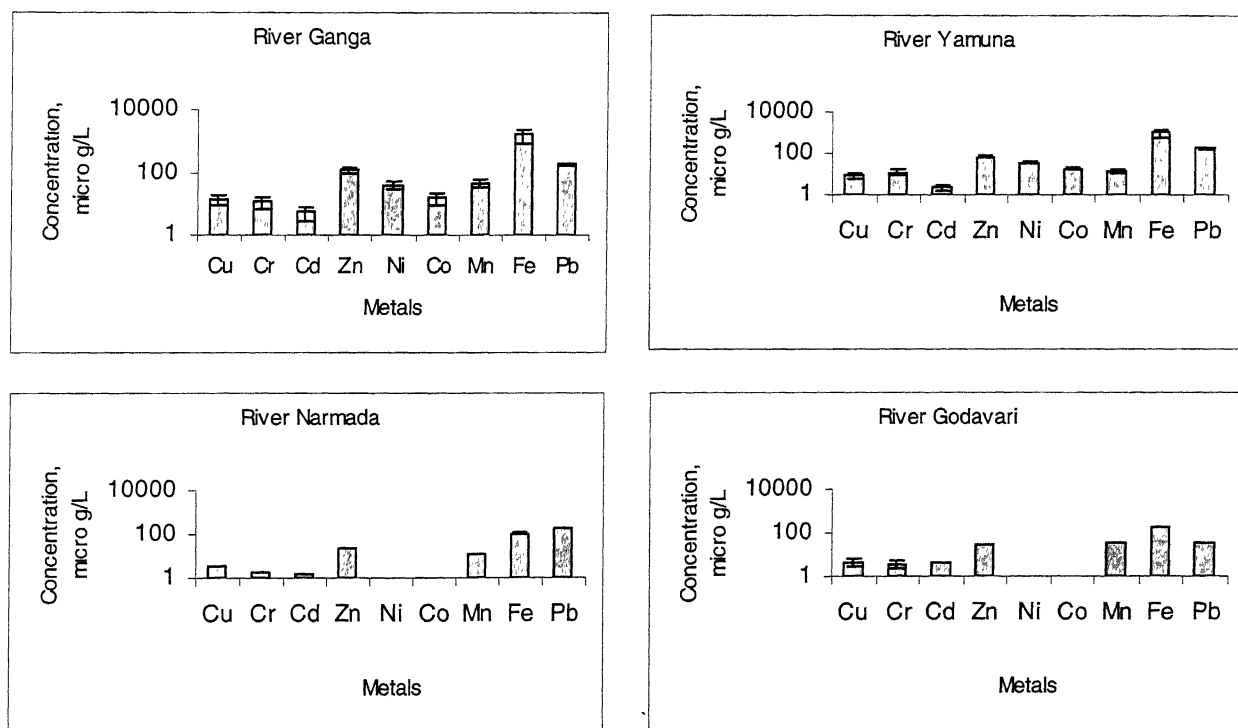 River Ganga
Concentration,
micro g/L
10000
100
1
Cu Cr Cd Zn Ni Co Mn Fe Pb
Metals
River Yamuna
Concentration,
micro g/L
10000
100
1
Cu Cr Cd Zn Ni Co Mn Fe Pb
Metals
River Narmada
Concentration,
micro g/L
10000
100
1
Cu Cr Cd Zn Ni Co Mn Fe Pb
Metals
River Godavari
Concentration,
micro g/L
10000
100
1
Cu Cr Cd Zn Ni Co Mn Fe Pb
Metals